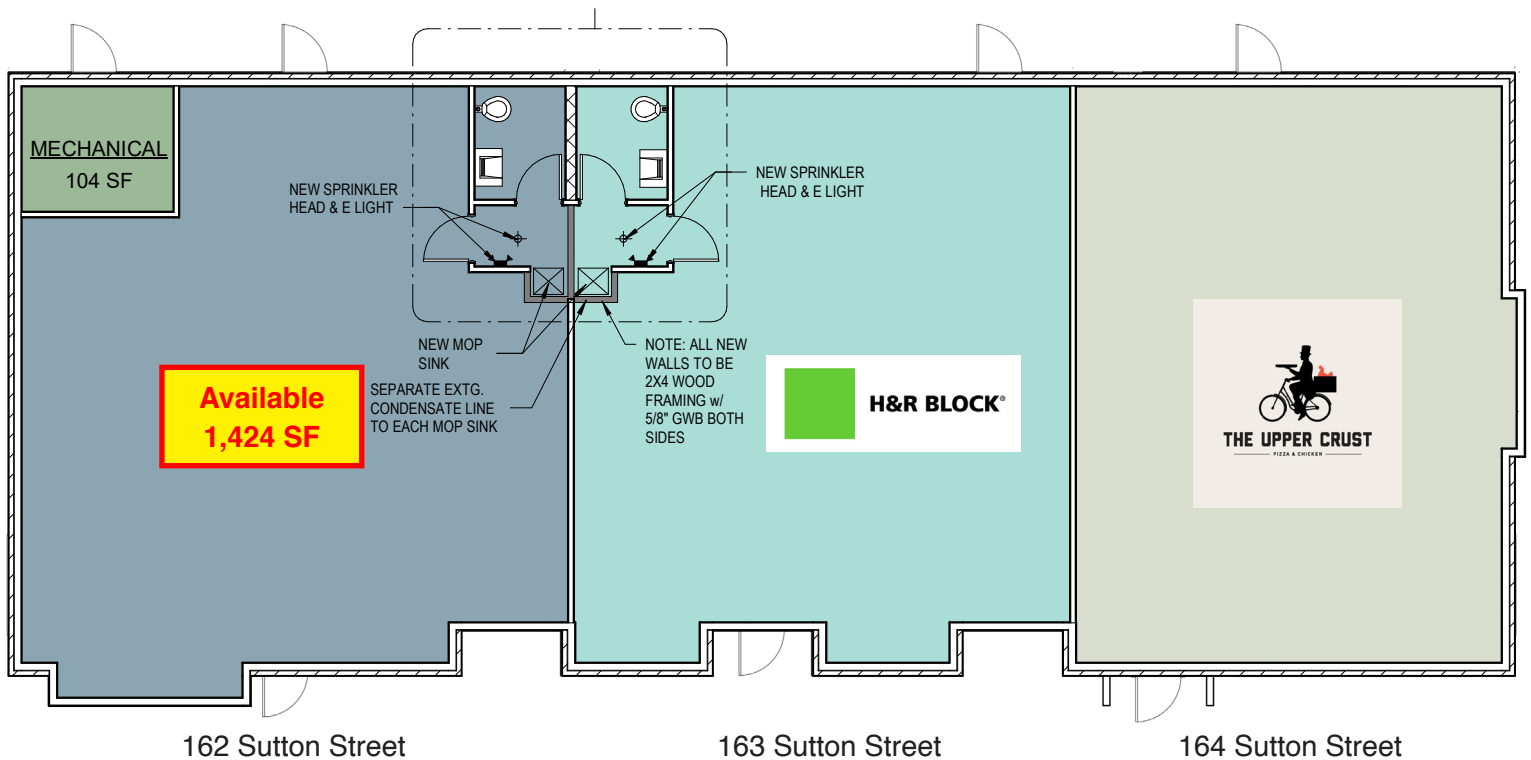 MECHANICAL
104 SF
NEW SPRINKLER
HEAD & E LIGHT
NEW SPRINKLER
HEAD & E LIGHT
NEW MOP
SINK
SEPARATE EXTG.
CONDENSATE LINE
TO EACH MOP SINK
NOTE: ALL NEW
WALLS TO BE
2X4 WOOD
FRAMING w/
5/8" GWB BOTH
SIDES
Available
1,424 SF
H&R BLOCK®
THE UPPER CRUST
PIZZA & CHICKEN
162 Sutton Street
163 Sutton Street
164 Sutton Street